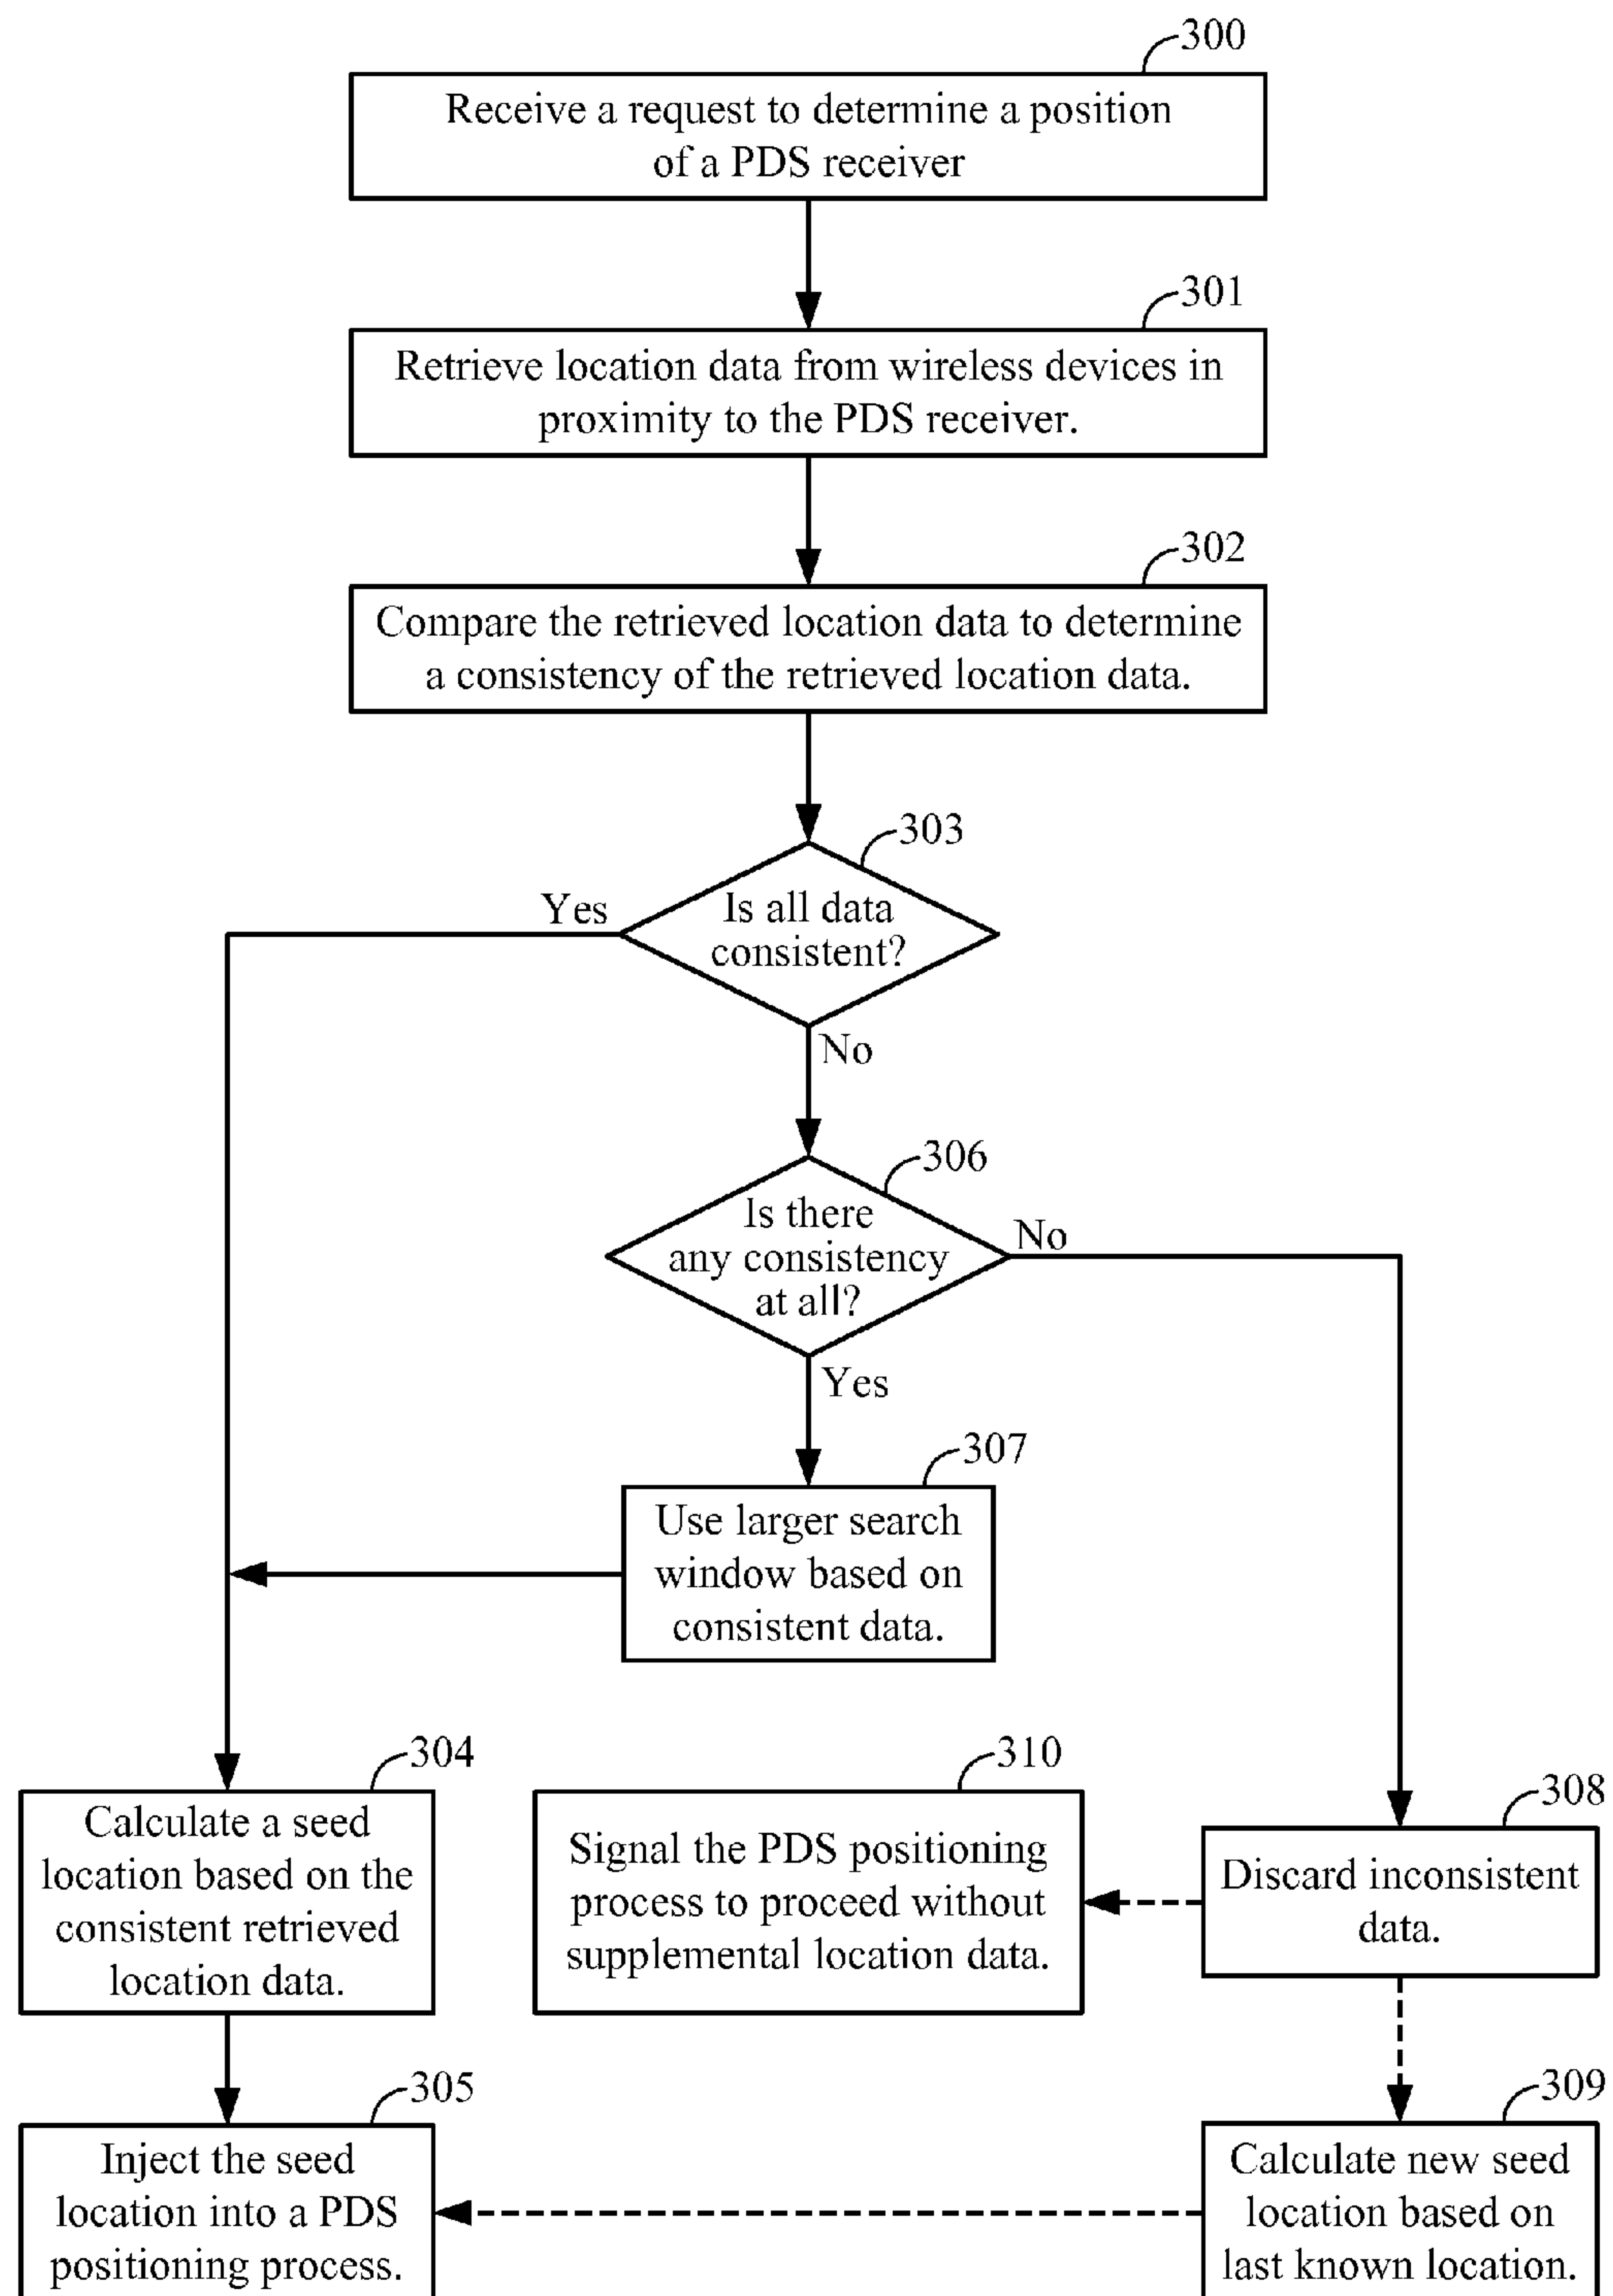 300
Receive a request to determine a position
of a PDS receiver
301
Retrieve location data from wireless devices in
proximity to the PDS receiver.
302
Compare the retrieved location data to determine
a consistency of the retrieved location data.
303
Yes
Is all data
consistent?
No
306
Is there
any consistency
at all?
No
Yes
307
Use larger search
window based on
consistent data.
304
Calculate a seed
location based on the
consistent retrieved
location data.
310
Signal the PDS positioning
process to proceed without
supplemental location data.
308
Discard inconsistent
data.
305
Inject the seed
location into a PDS
positioning process.
309
Calculate new seed
location based on
last known location.